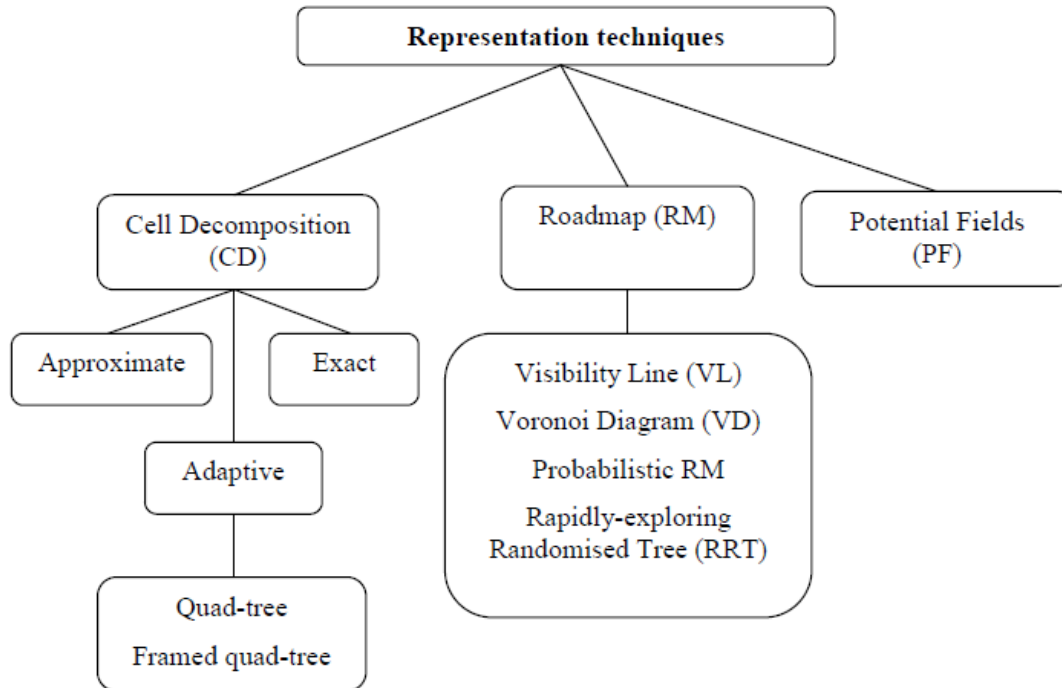 Representation techniques
Cell Decomposition
(CD)
Roadmap (RM)
Potential Fields
(PF)
Approximate
Exact
Adaptive
Quad-tree
Framed quad-tree
Visibility Line (VL)
Voronoi Diagram (VD)
Probabilistic RM
Rapidly-exploring
Randomised Tree (RRT)